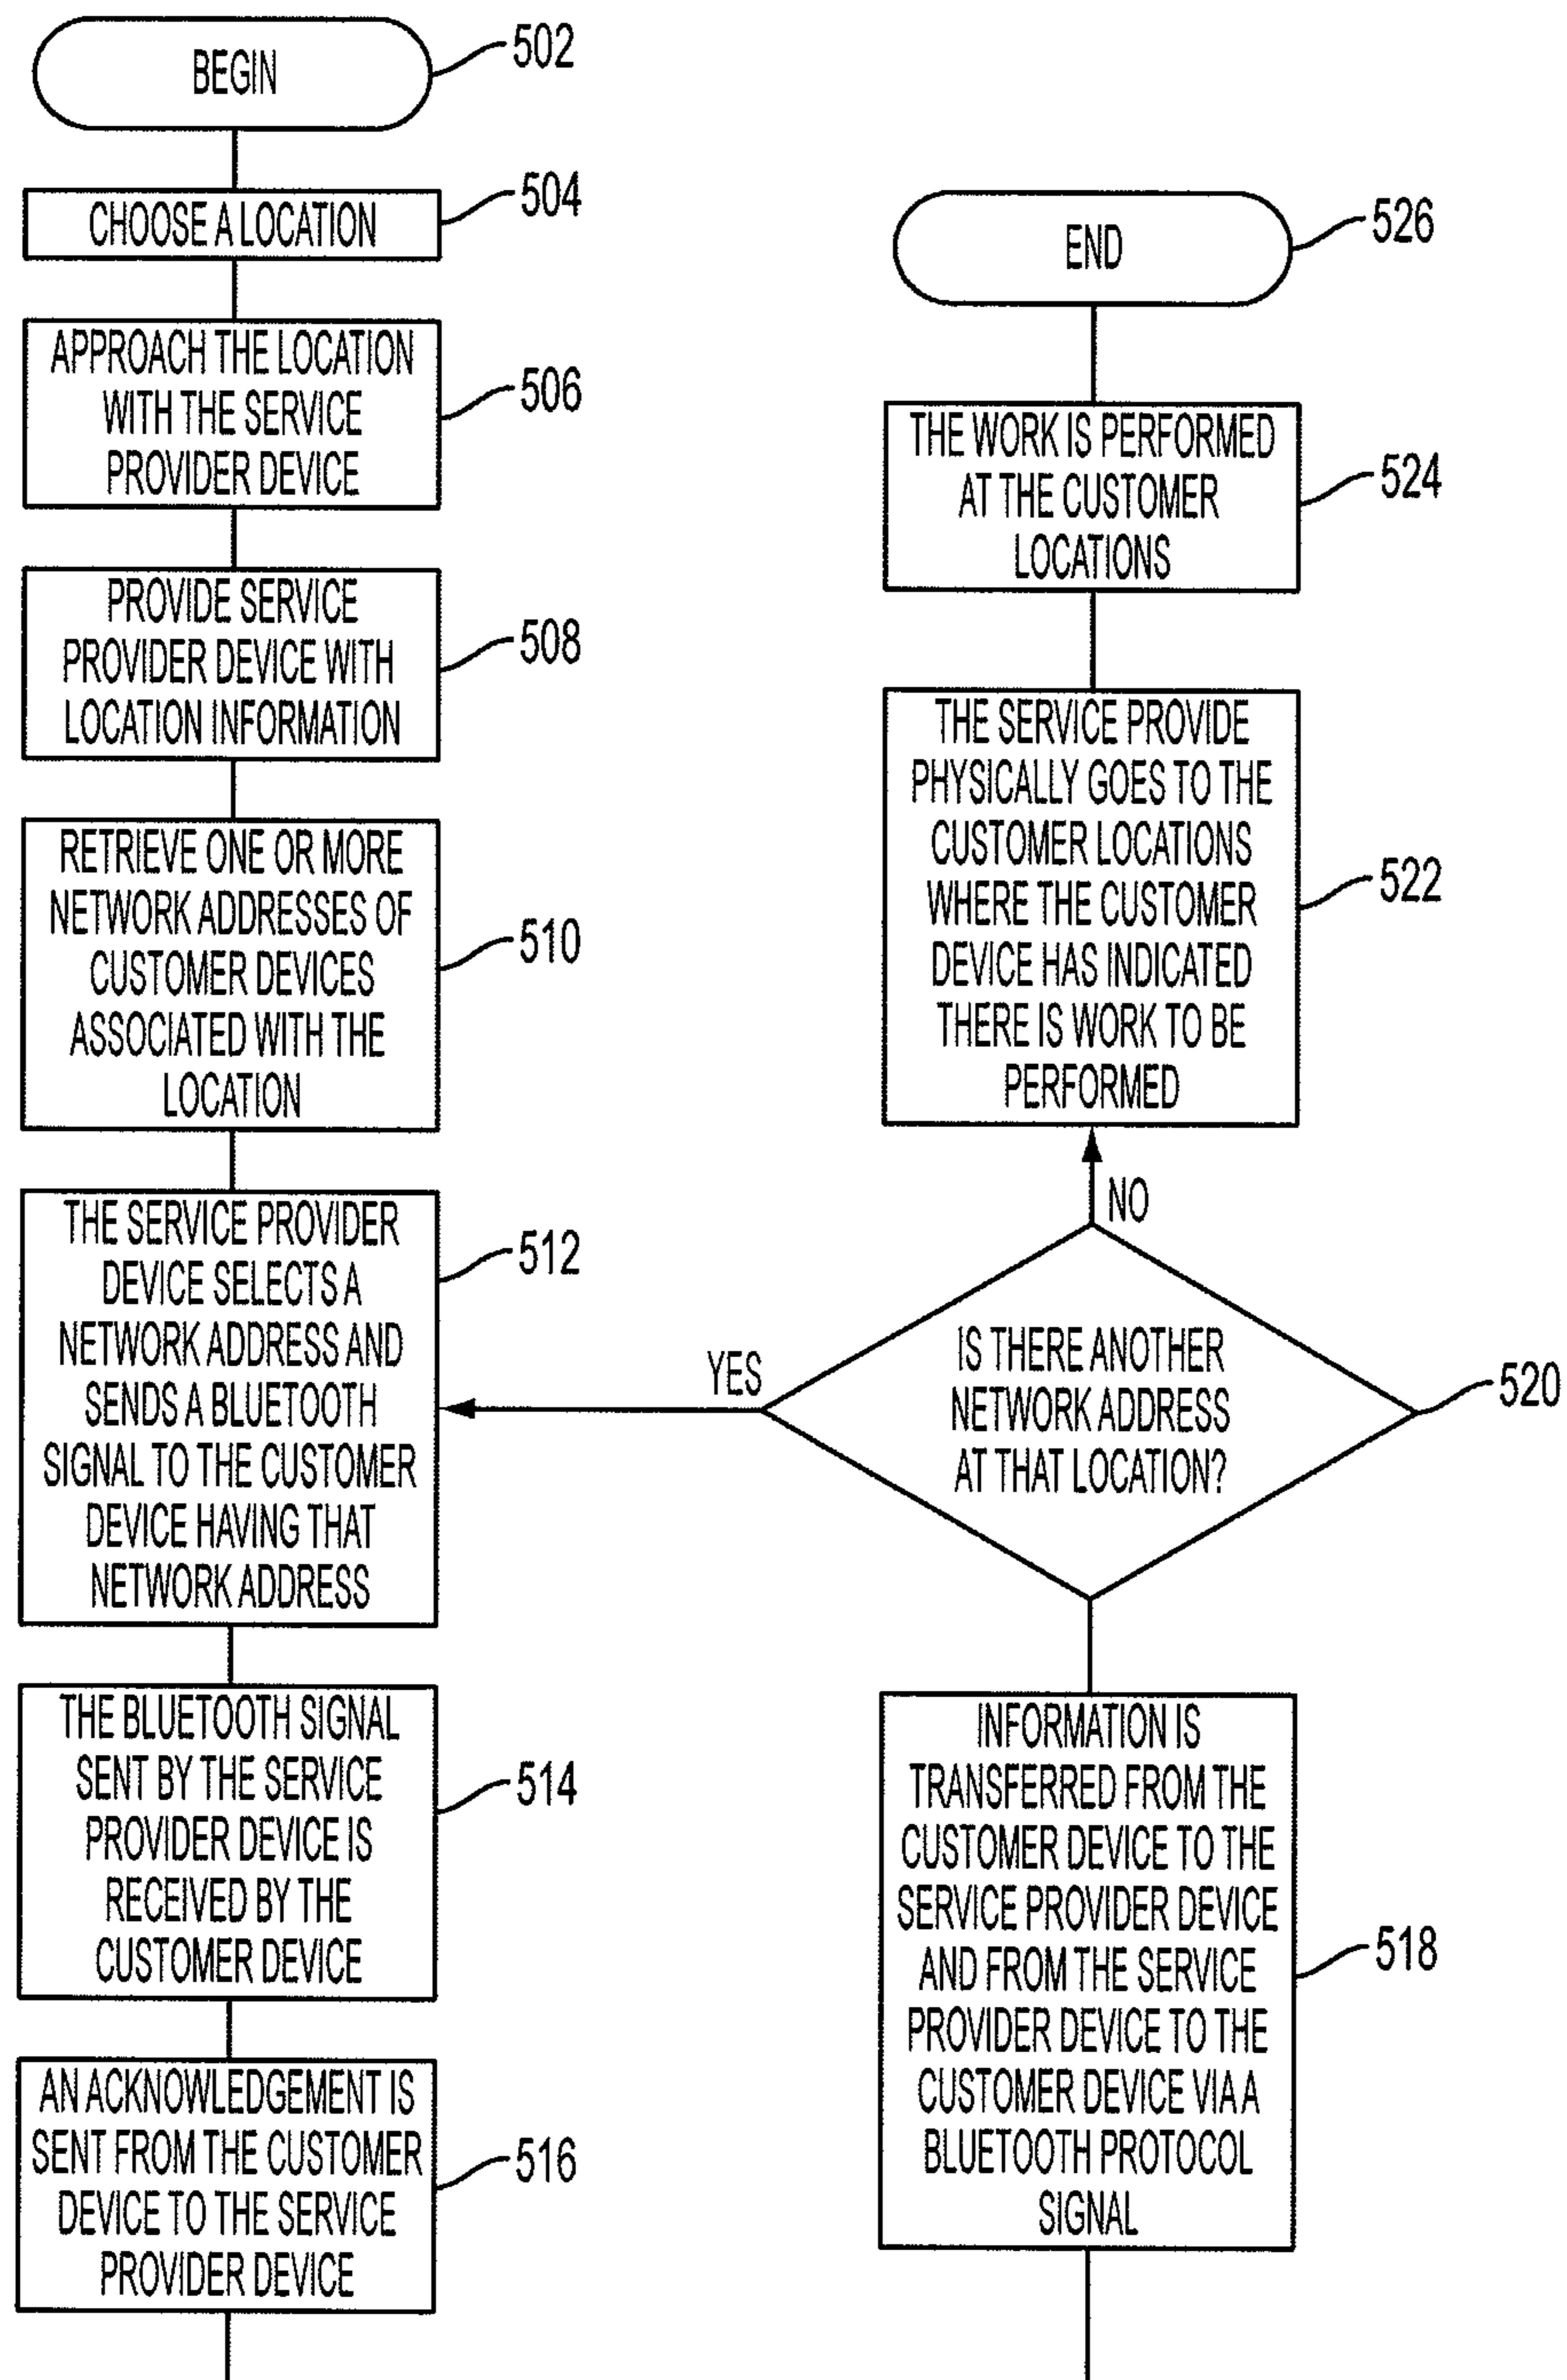 BEGIN
502
CHOOSE A LOCATION
504
APPROACH THE LOCATION
WITH THE SERVICE
PROVIDER DEVICE
506
PROVIDE SERVICE
PROVIDER DEVICE WITH
LOCATION INFORMATION
508
RETRIEVE ONE OR MORE
NETWORK ADDRESSES OF
CUSTOMER DEVICES
ASSOCIATED WITH THE
LOCATION
510
THE SERVICE PROVIDER
DEVICE SELECTS A
NETWORK ADDRESS AND
SENDS A BLUETOOTH
SIGNAL TO THE CUSTOMER
DEVICE HAVING THAT
NETWORK ADDRESS
512
THE BLUETOOTH SIGNAL
SENT BY THE SERVICE
PROVIDER DEVICE IS
RECEIVED BY THE
CUSTOMER DEVICE
514
AN ACKNOWLEDGEMENT IS
SENT FROM THE CUSTOMER
DEVICE TO THE SERVICE
PROVIDER DEVICE
516
INFORMATION IS
TRANSFERRED FROM THE
CUSTOMER DEVICE TO THE
SERVICE PROVIDER DEVICE
AND FROM THE SERVICE
PROVIDER DEVICE TO THE
CUSTOMER DEVICE VIA A
BLUETOOTH PROTOCOL
SIGNAL
518
IS THERE ANOTHER
NETWORK ADDRESS
AT THAT LOCATION?
520
YES
NO
THE SERVICE PROVIDE
PHYSICALLY GOES TO THE
CUSTOMER LOCATIONS
WHERE THE CUSTOMER
DEVICE HAS INDICATED
THERE IS WORK TO BE
PERFORMED
522
THE WORK IS PERFORMED
AT THE CUSTOMER
LOCATIONS
524
END
526